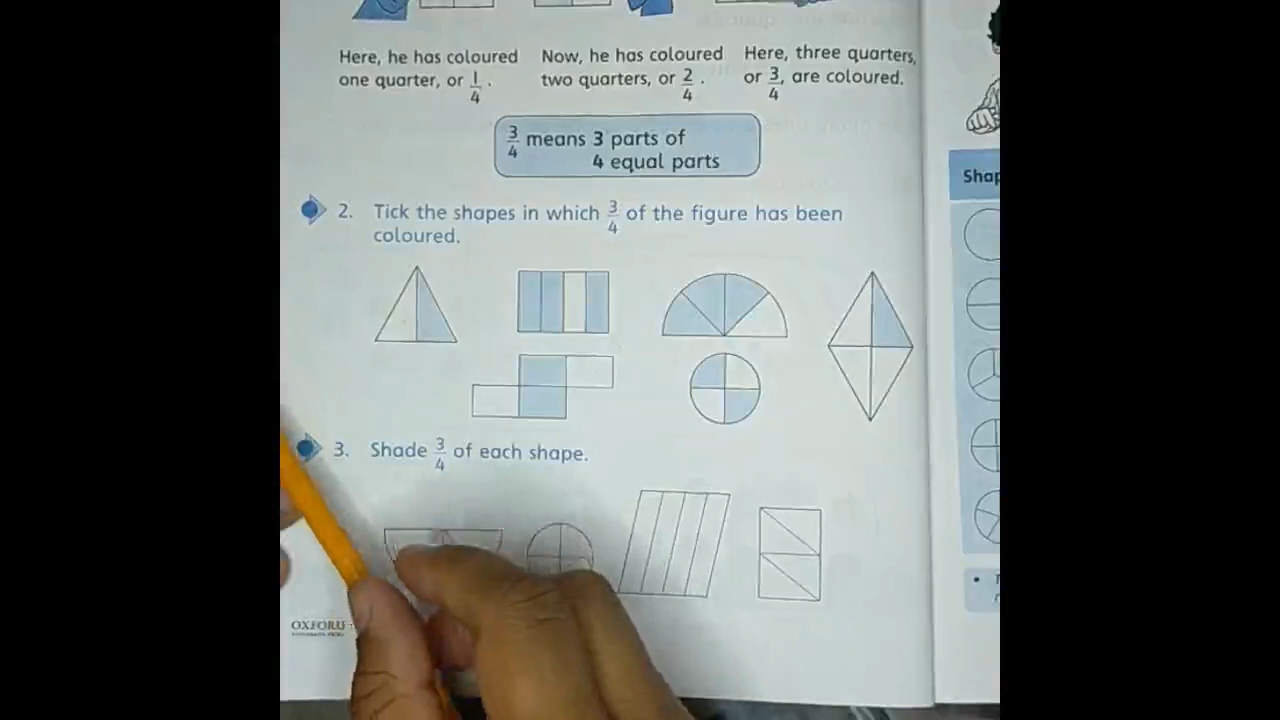 Here, he has coloured
one quarter, or 1/4.
Now, he has coloured
two quarters, or 2/4.
Here, three quarters,
or 3/4, are coloured.
3/4 means 3 parts of
4 equal parts
2. Tick the shapes in which 3/4 of the figure has been
coloured.
3. Shade 3/4 of each shape.
OXFORD